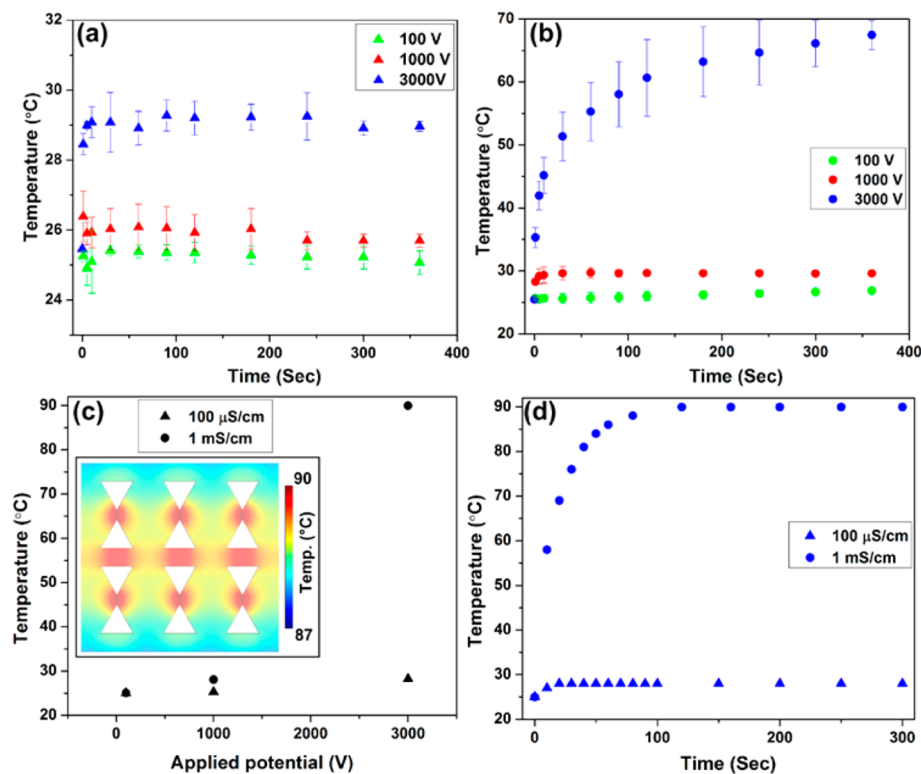 (a)
100 V
1000 V
3000V
32
30
28
26
24
Temperature (°C)
0
100
200
300
400
Time (Sec)
(b)
100 V
1000 V
3000 V
70
60
50
40
30
20
Temperature (°C)
0
100
200
300
400
Time (Sec)
(c)
100 µS/cm
1 mS/cm
90
80
70
60
50
40
30
20
Temperature (°C)
90
Temp. (°C)
87
0
1000
2000
3000
Applied potential (V)
(d)
100 µS/cm
1 mS/cm
90
80
70
60
50
40
30
20
Temperature (°C)
0
100
200
300
Time (Sec)